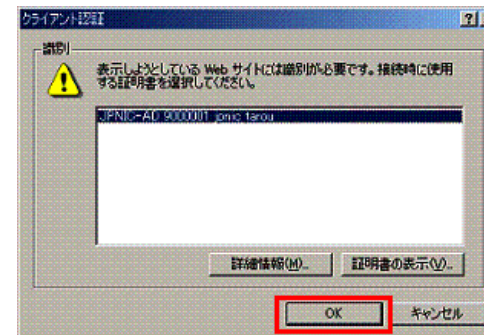 クライアント認証
識別
表示しようとしている Web サイトには識別が必要です。接続時に使用
する証明書を選択してください。
JPNIC-AD 9000001 jpnic tarou
詳細情報(M)...
証明書の表示(V)...
OK
キャンセル